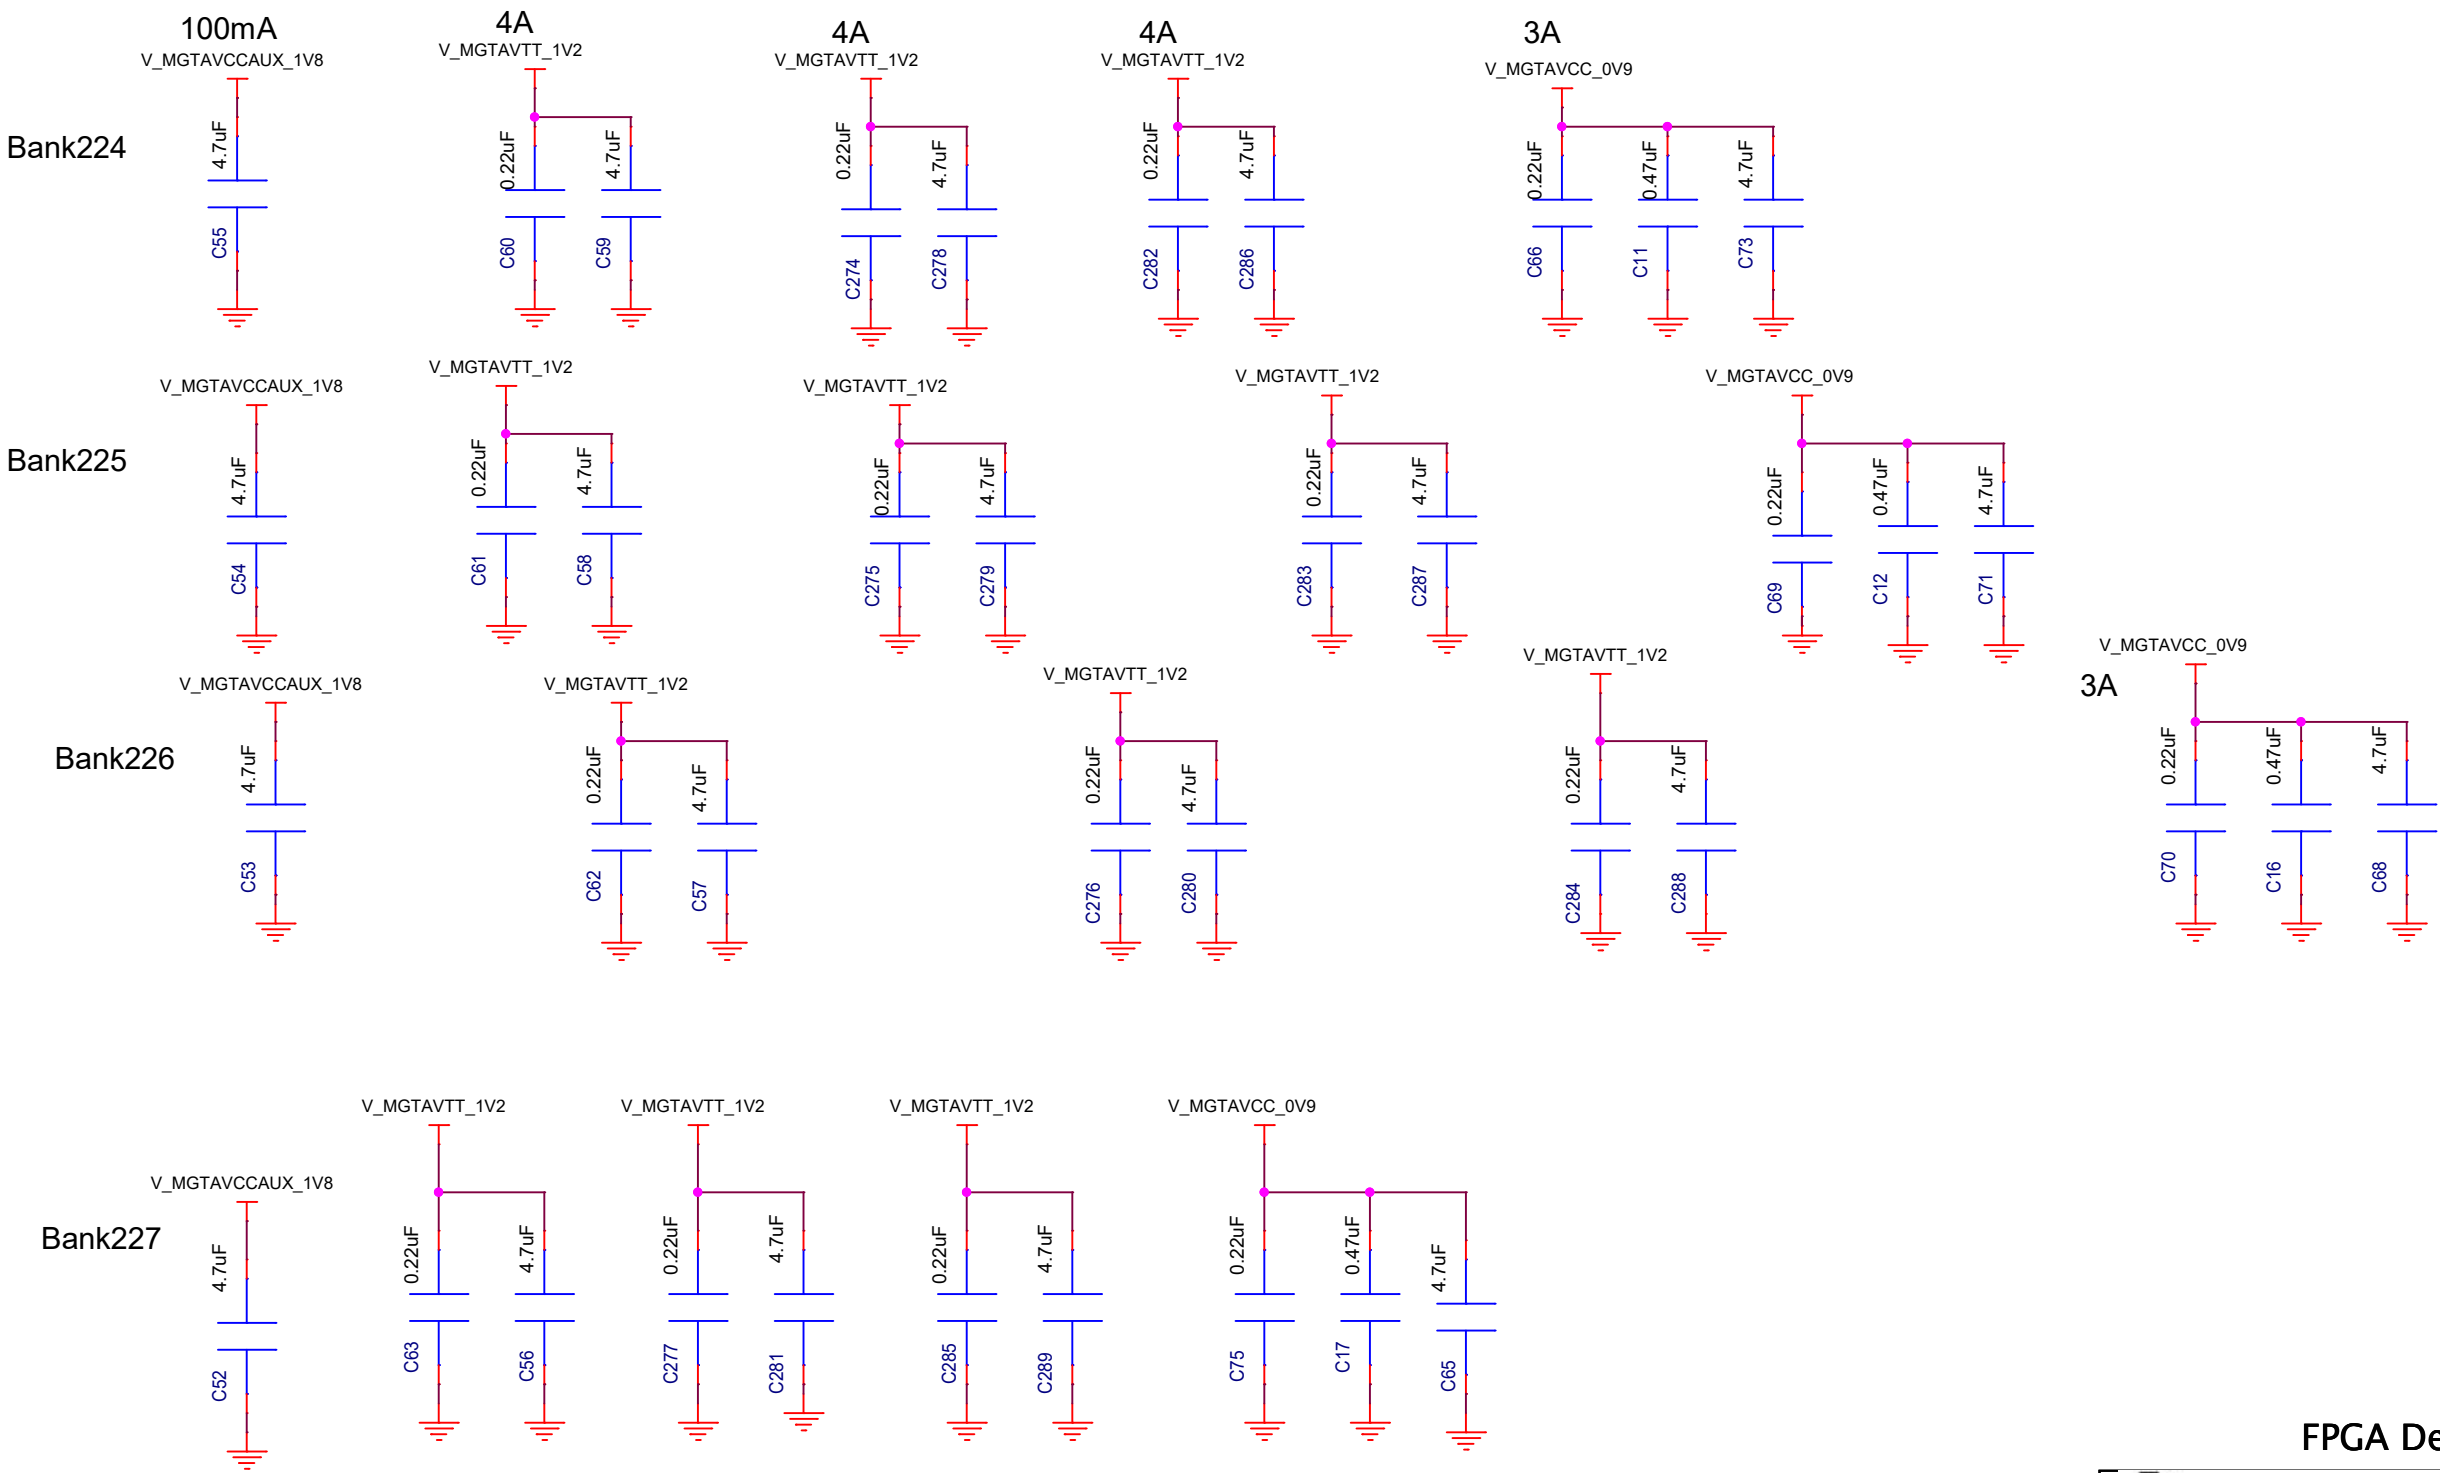 100mA
4A
4A
4A
3A
V_MGTAVCCAUX_1V8
V_MGTAVTT_1V2
V_MGTAVTT_1V2
V_MGTAVTT_1V2
V_MGTAVCC_0V9
Bank224
4.7uF
0.22uF
4.7uF
0.22uF
4.7uF
0.22uF
4.7uF
0.22uF
0.47uF
4.7uF
C55
C60
C59
C274
C278
C282
C286
C66
C11
C73
V_MGTAVCCAUX_1V8
V_MGTAVTT_1V2
V_MGTAVTT_1V2
V_MGTAVTT_1V2
V_MGTAVCC_0V9
Bank225
4.7uF
0.22uF
4.7uF
0.22uF
4.7uF
0.22uF
4.7uF
0.22uF
0.47uF
4.7uF
C54
C61
C58
C275
C279
C283
C287
C69
C12
C71
V_MGTAVCCAUX_1V8
V_MGTAVTT_1V2
V_MGTAVTT_1V2
V_MGTAVTT_1V2
V_MGTAVCC_0V9
3A
Bank226
4.7uF
0.22uF
4.7uF
0.22uF
4.7uF
0.22uF
4.7uF
0.22uF
0.47uF
4.7uF
C53
C62
C57
C276
C280
C284
C288
C70
C16
C68
V_MGTAVTT_1V2
V_MGTAVTT_1V2
V_MGTAVTT_1V2
V_MGTAVCC_0V9
V_MGTAVCCAUX_1V8
Bank227
4.7uF
0.22uF
4.7uF
0.22uF
4.7uF
0.22uF
4.7uF
0.22uF
0.47uF
4.7uF
C52
C63
C56
C277
C281
C285
C289
C75
C17
C65
FPGA De